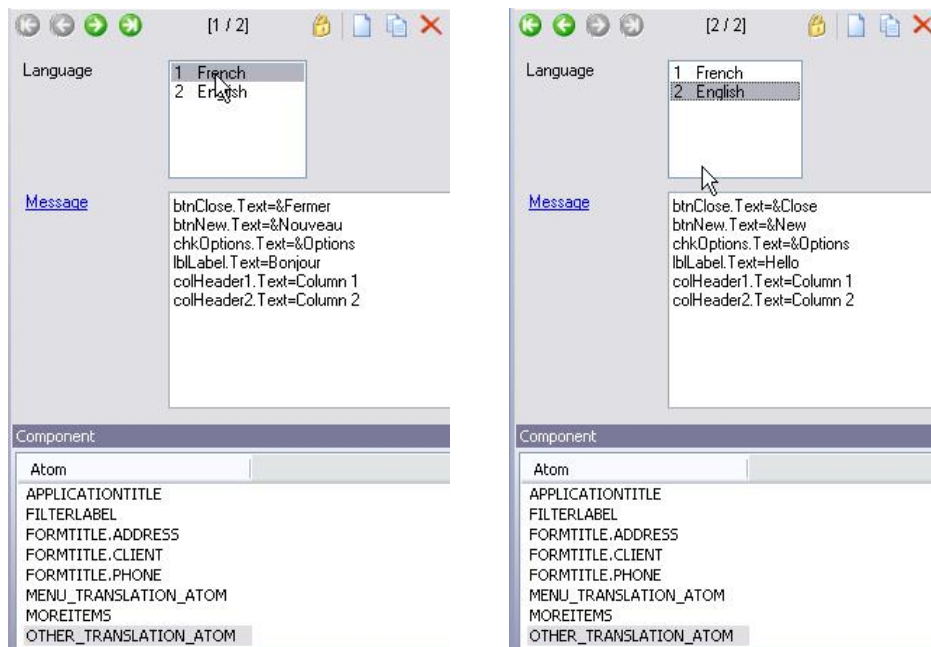 [1 / 2]
Language
1 French
2 English
Message
btnClose.Text=&Fermer
btnNew.Text=&Nouveau
chkOptions.Text=&Options
lblLabel.Text=Bonjour
colHeader1.Text=Column 1
colHeader2.Text=Column 2
Component
Atom
APPLICATIONTITLE
FILTERLABEL
FORMTITLE.ADDRESS
FORMTITLE.CLIENT
FORMTITLE.PHONE
MENU_TRANSLATION_ATOM
MOREITEMS
OTHER_TRANSLATION_ATOM
[2 / 2]
Language
1 French
2 English
Message
btnClose.Text=&Close
btnNew.Text=&New
chkOptions.Text=&Options
lblLabel.Text=Hello
colHeader1.Text=Column 1
colHeader2.Text=Column 2
Component
Atom
APPLICATIONTITLE
FILTERLABEL
FORMTITLE.ADDRESS
FORMTITLE.CLIENT
FORMTITLE.PHONE
MENU_TRANSLATION_ATOM
MOREITEMS
OTHER_TRANSLATION_ATOM